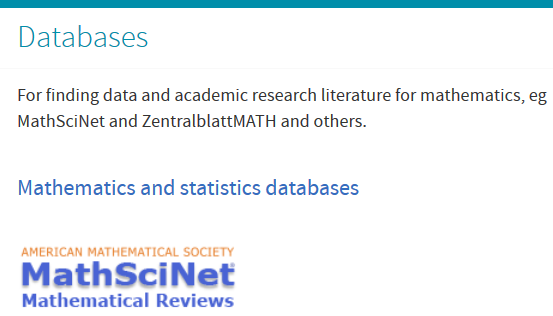 Databases
For finding data and academic research literature for mathematics, eg
MathSciNet and ZentralblattMATH and others.
Mathematics and statistics databases
AMERICAN MATHEMATICAL SOCIETY
MathSciNet
Mathematical Reviews